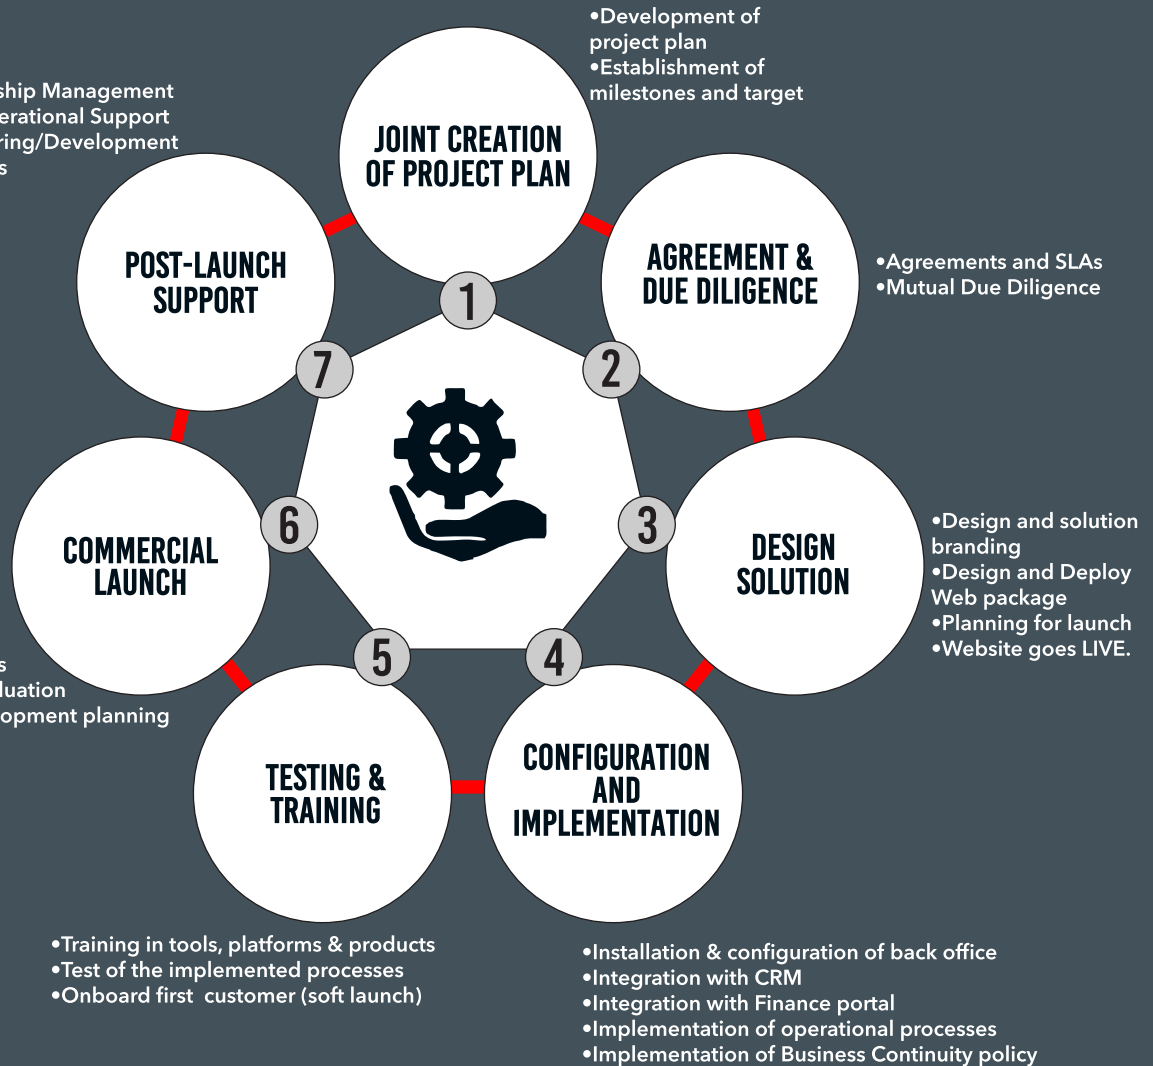 •Development of
project plan
•Establishment of
milestones and target
JOINT CREATION
OF PROJECT PLAN
1
AGREEMENT &
DUE DILIGENCE
2
•Agreements and SLAs
•Mutual Due Diligence
DESIGN
SOLUTION
3
•Design and solution
branding
•Design and Deploy
Web package
•Planning for launch
•Website goes LIVE.
CONFIGURATION
AND
IMPLEMENTATION
4
•Installation & configuration of back office
•Integration with CRM
•Integration with Finance portal
•Implementation of operational processes
•Implementation of Business Continuity policy
TESTING &
TRAINING
5
•Training in tools, platforms & products
•Test of the implemented processes
•Onboard first customer (soft launch)
COMMERCIAL
LAUNCH
6
planning
POST-LAUNCH
SUPPORT
7
Management
Support
/Development